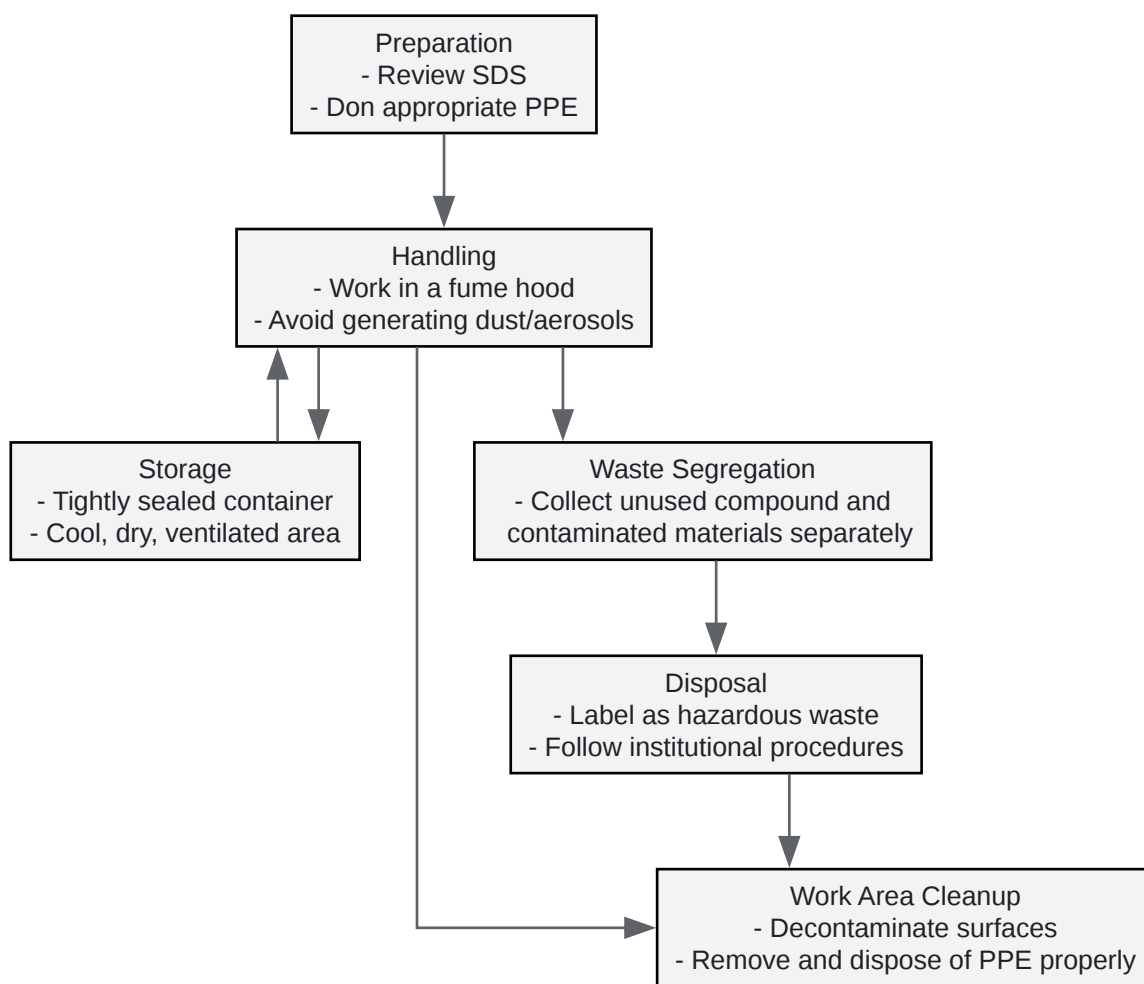 Preparation
- Review SDS
- Don appropriate PPE
Handling
- Work in a fume hood
- Avoid generating dust/aerosols
Storage
- Tightly sealed container
- Cool, dry, ventilated area
Waste Segregation
- Collect unused compound and
contaminated materials separately
Disposal
- Label as hazardous waste
- Follow institutional procedures
Work Area Cleanup
- Decontaminate surfaces
- Remove and dispose of PPE properly